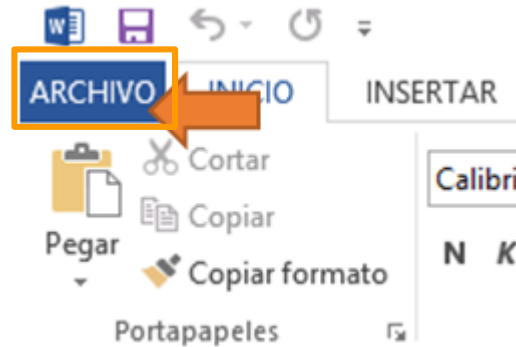 ARCHIVO INICIO INSERTAR
Cortar
Calibri
Copiar
Pegar
N K
Copiar formato
Portapapeles